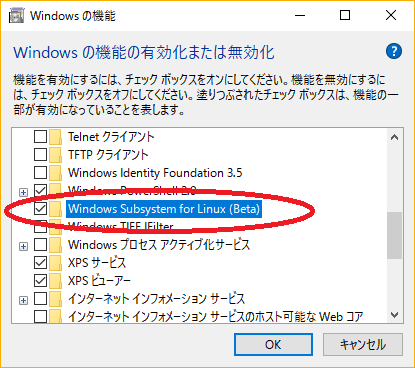 Windows の機能
Windows の機能の有効化または無効化
機能を有効にするには、チェック ボックスをオンにしてください。機能を無効にするに
は、チェック ボックスをオフにしてください。塗りつぶされたチェック ボックスは、機能の一
部が有効になっていることを表します。
Telnet クライアント
TFTP クライアント
Windows Identity Foundation 3.5
Windows PowerShell 2.0
Windows Subsystem for Linux (Beta)
Windows TIFF IFilter
Windows プロセス アクティブ化サービス
XPS サービス
XPS ビューアー
インターネット インフォメーション サービス
インターネット インフォメーション サービスのホスト可能な Web コア
OK
キャンセル